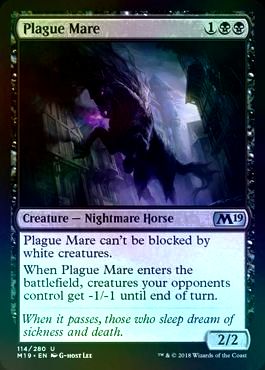 Plague Mare 1
Creature — Nightmare Horse M19
Plague Mare can't be blocked by
white creatures.
When Plague Mare enters the
battlefield, creatures your opponents
control get -1/-1 until end of turn.
When it passes, those who sleep dream of
sickness and death.
2/2
114/280 U
M19 • EN G-host Lee ™ & © 2018 Wizards of the Coast